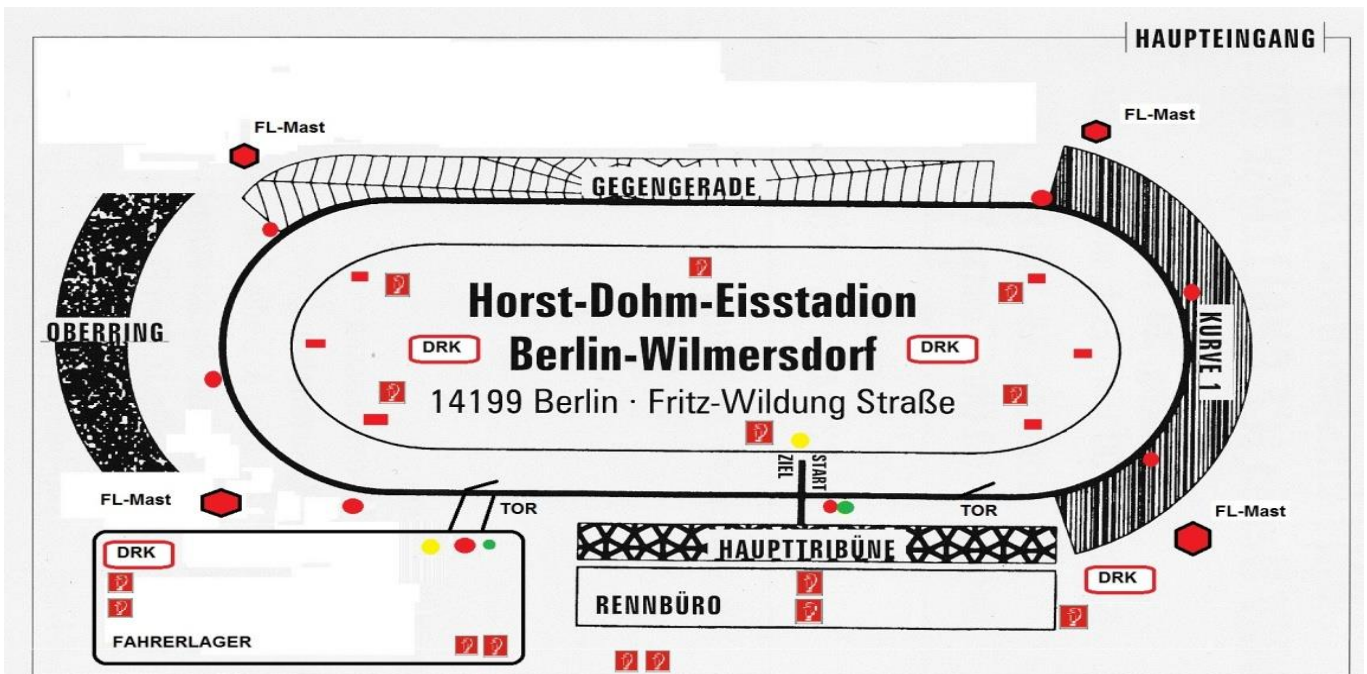 HAUPTEINGANG
FL-Mast
FL-Mast
GEGENGERADE
Horst-Dohm-Eisstadion
OBERRING
DRK
Berlin-Wilmersdorf
DRK
KURVE 1
14199 Berlin · Fritz-Wildung Straße
ZIEL
START
FL-Mast
TOR
TOR
FL-Mast
DRK
HAUPTTRIBÜNE
DRK
RENNBÜRO
FAHRERLAGER